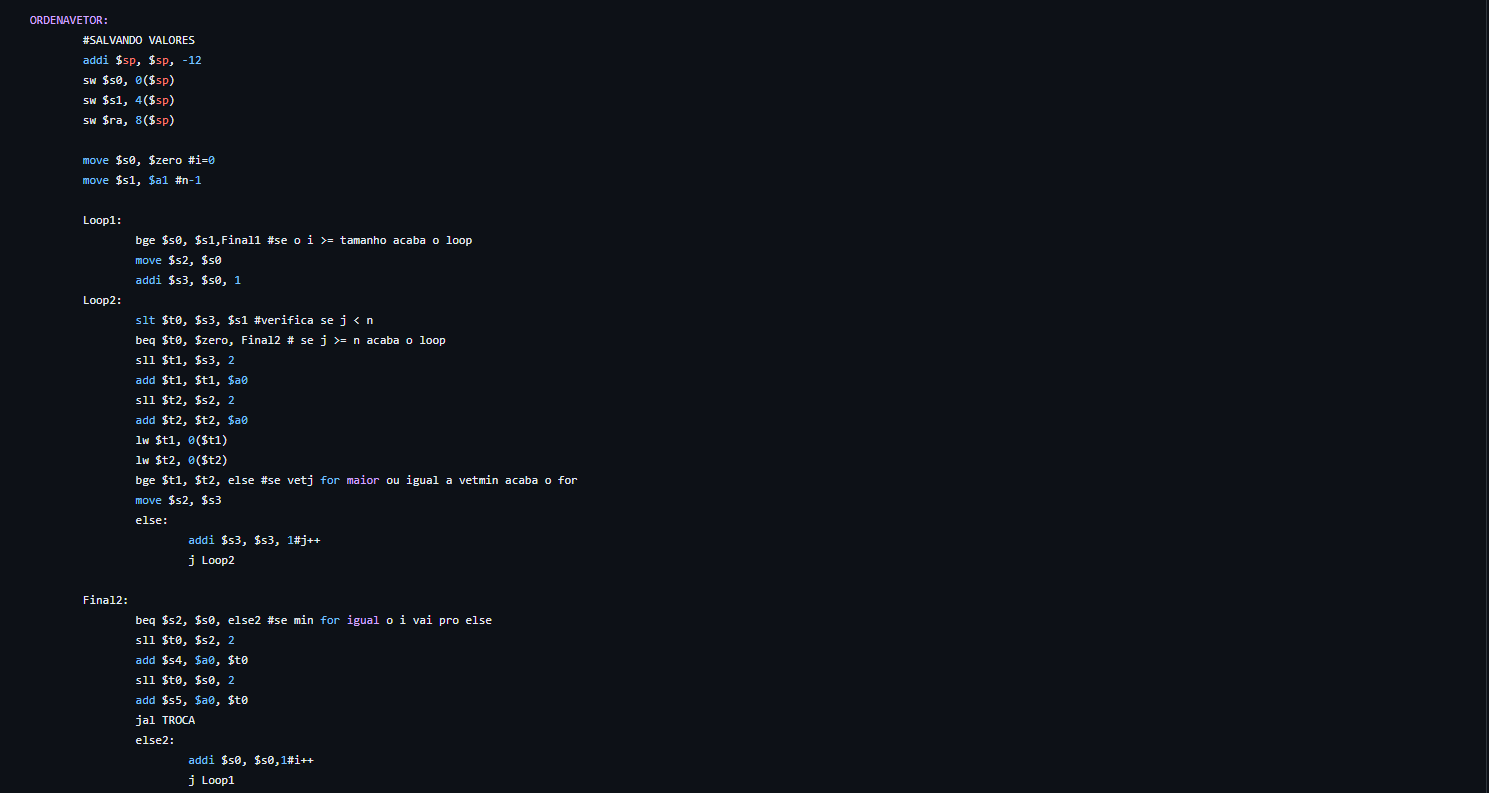 ORDENAVETOR:
#SALVANDO VALORES
addi $sp, $sp, -12
sw $s0, 0($sp)
sw $s1, 4($sp)
sw $ra, 8($sp)
move $s0, $zero #i=0
move $s1, $a1 #n-1
Loop1:
bge $s0, $s1,Final1 #se o i >= tamanho acaba o loop
move $s2, $s0
addi $s3, $s0, 1
Loop2:
slt $t0, $s3, $s1 #verifica se j < n
beq $t0, $zero, Final2 # se j >= n acaba o loop
sll $t1, $s3, 2
add $t1, $t1, $a0
sll $t2, $s2, 2
add $t2, $t2, $a0
lw $t1, 0($t1)
lw $t2, 0($t2)
bge $t1, $t2, else #se vetj for maior ou igual a vetmin acaba o for
move $s2, $s3
else:
addi $s3, $s3, 1#j++
j Loop2
Final2:
beq $s2, $s0, else2 #se min for igual o i vai pro else
sll $t0, $s2, 2
add $s4, $a0, $t0
sll $t0, $s0, 2
add $s5, $a0, $t0
jal TROCA
else2:
addi $s0, $s0,1#i++
j Loop1